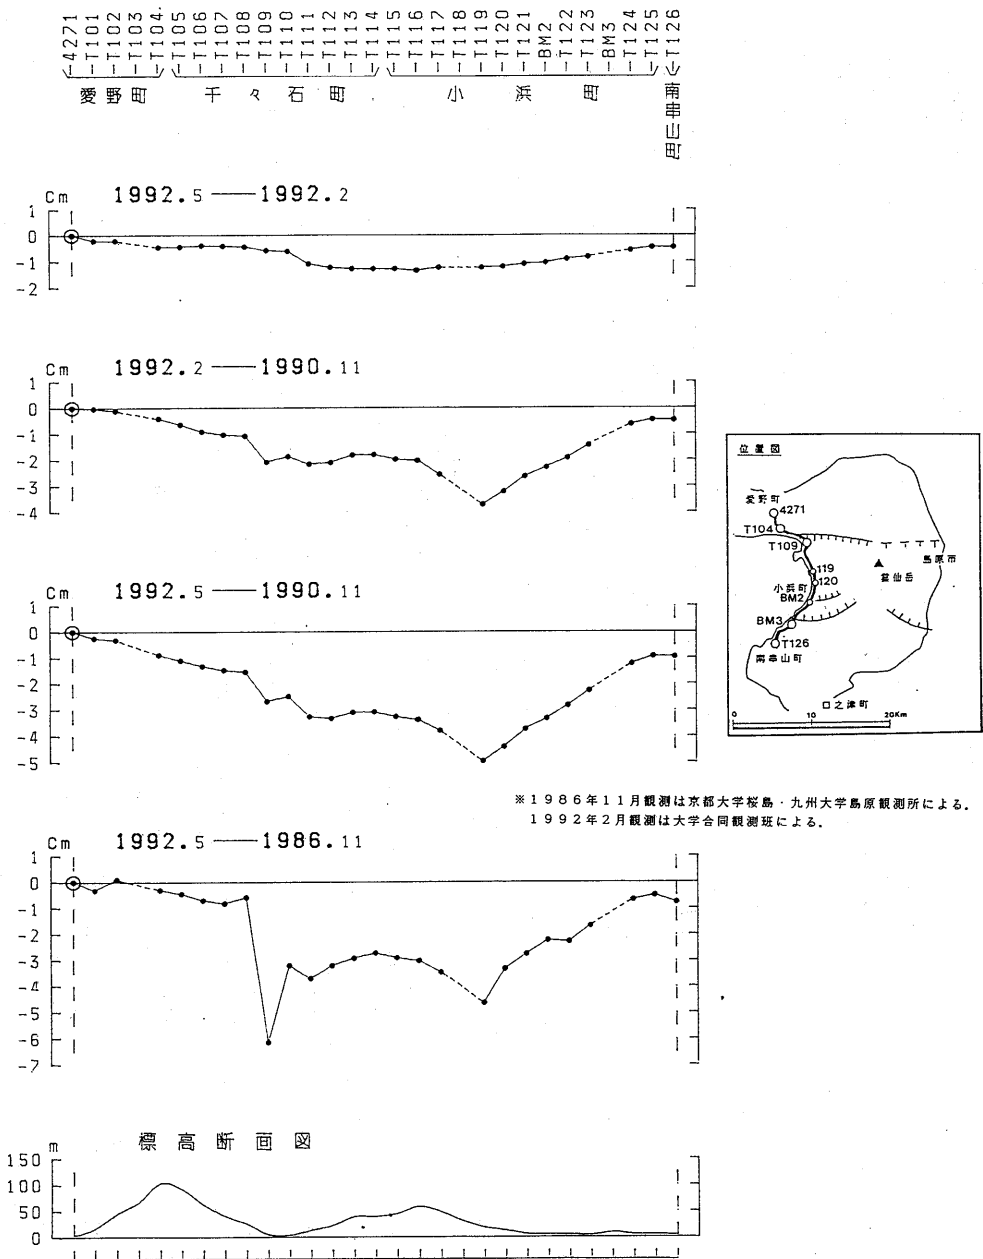 4271 T101 T102 T103 T104 T105 T106 T107 T108 T109 T110 T111 T112 T113 T114 T115 T116 T117 T118 T119 T120 T121 BM2 T122 T123 BM3 T124 T125 T126
愛野町 千々石町 小浜町 南串山町
Cm 1992.5 ── 1992.2
1
0
-1
-2
Cm 1992.2 ── 1990.11
1
0
-1
-2
-3
-4
Cm 1992.5 ── 1990.11
1
0
-1
-2
-3
-4
-5
位置図
愛野町
4271
T104
T109
島原市
119
雲仙岳
小浜町
120
BM2
BM3
T126
南串山町
口之津町
0 10 20Km
※1986年11月観測は京都大学桜島・九州大学島原観測所による。
1992年2月観測は大学合同観測班による。
Cm 1992.5 ── 1986.11
1
0
-1
-2
-3
-4
-5
-6
-7
m 標高断面図
150
100
50
0